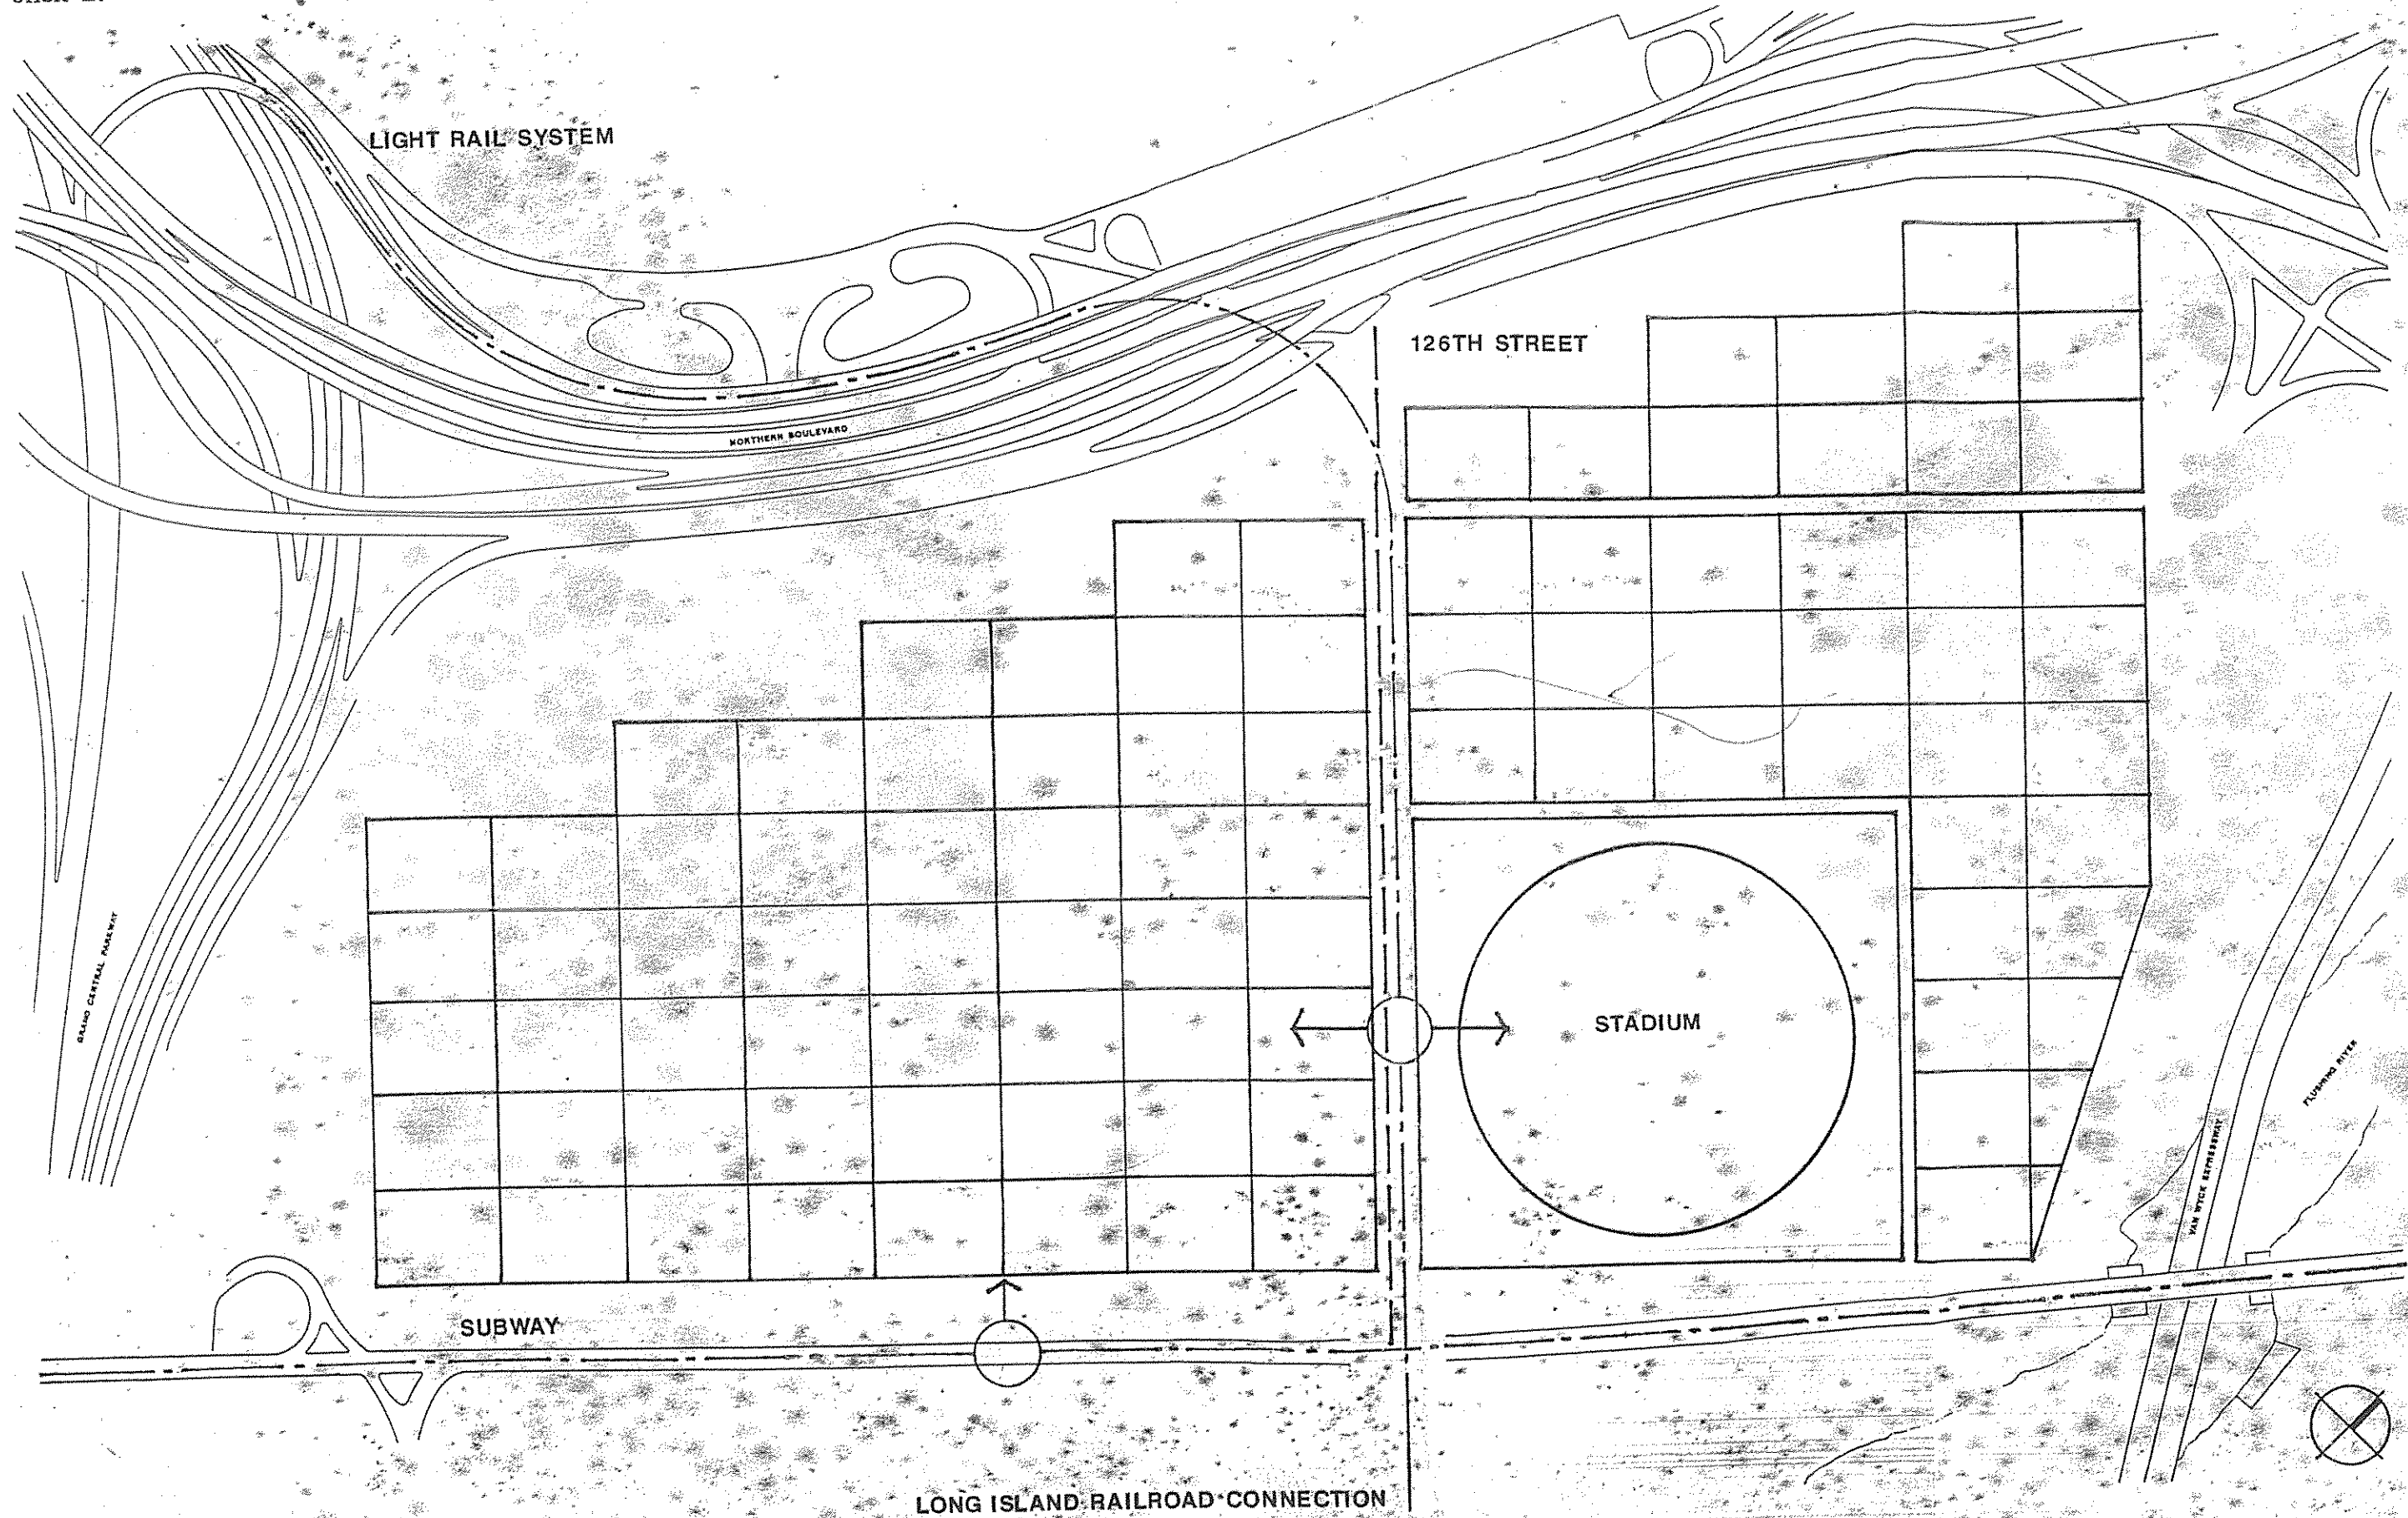 LIGHT RAIL SYSTEM
126TH STREET
NORTHERN BOULEVARD
GRAND CENTRAL PARKWAY
STADIUM
FLUSHING RIVER
VAN WYCK EXPRESSWAY
SUBWAY
LONG ISLAND RAILROAD CONNECTION